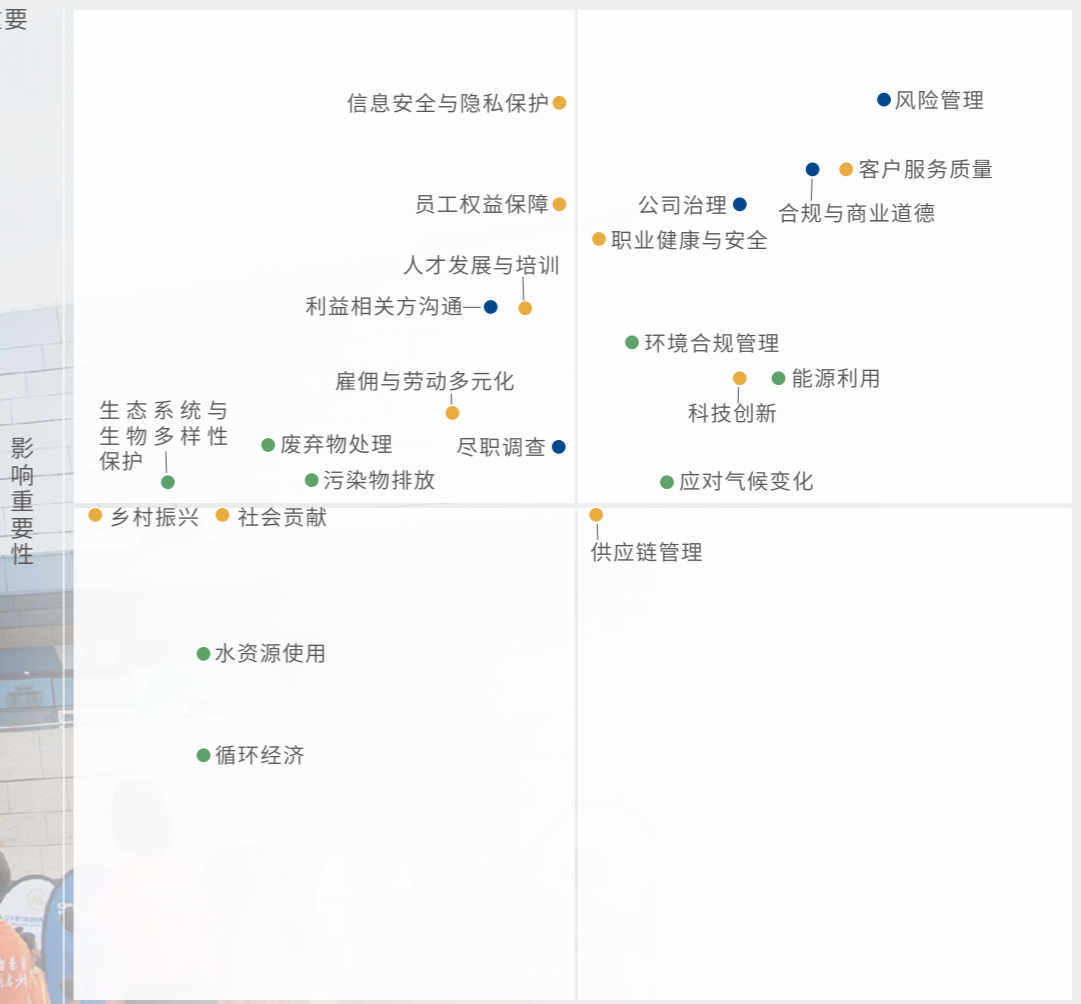 要
信息安全与隐私保护
风险管理
客户服务质量
员工权益保障
公司治理
合规与商业道德
职业健康与安全
人才发展与培训
利益相关方沟通
环境合规管理
雇佣与劳动多元化
能源利用
科技创新
生态系统与
生物多样性
保护
废弃物处理
尽职调查
污染物排放
应对气候变化
影响重要性
乡村振兴
社会贡献
供应链管理
水资源使用
循环经济